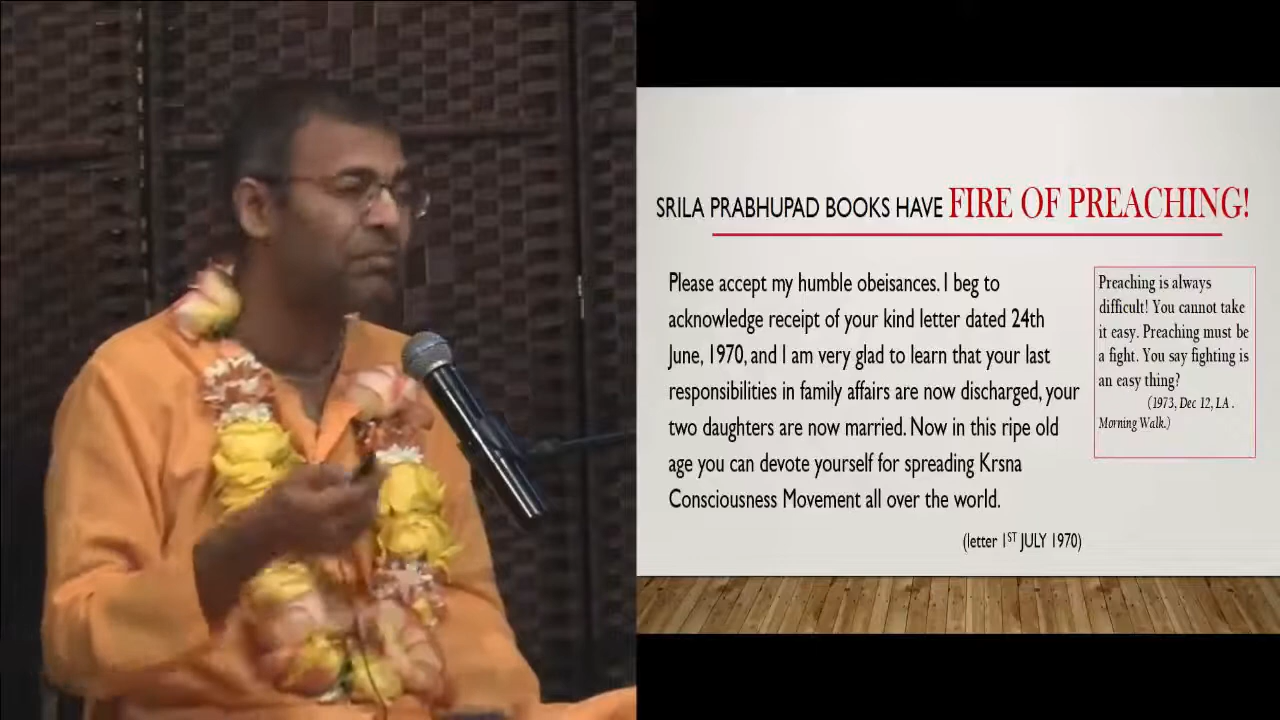 SRILA PRABHUPAD BOOKS HAVE FIRE OF PREACHING!
Please accept my humble obeisances. I beg to
acknowledge receipt of your kind letter dated 24th
June, 1970, and I am very glad to learn that your last
responsibilities in family affairs are now discharged, your
two daughters are now married. Now in this ripe old
age you can devote yourself for spreading Krsna
Consciousness Movement all over the world.
(letter 1ST JULY 1970)
Preaching is always
difficult! You cannot take
it easy. Preaching must be
a fight. You say fighting is
an easy thing?
(1973, Dec 12, LA .
Morning Walk.)